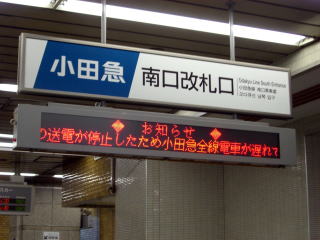 小田急 南口改札口
Odakyu Line South Entrance
お知らせ
の送電が停止したため小田急全線電車が遅れて